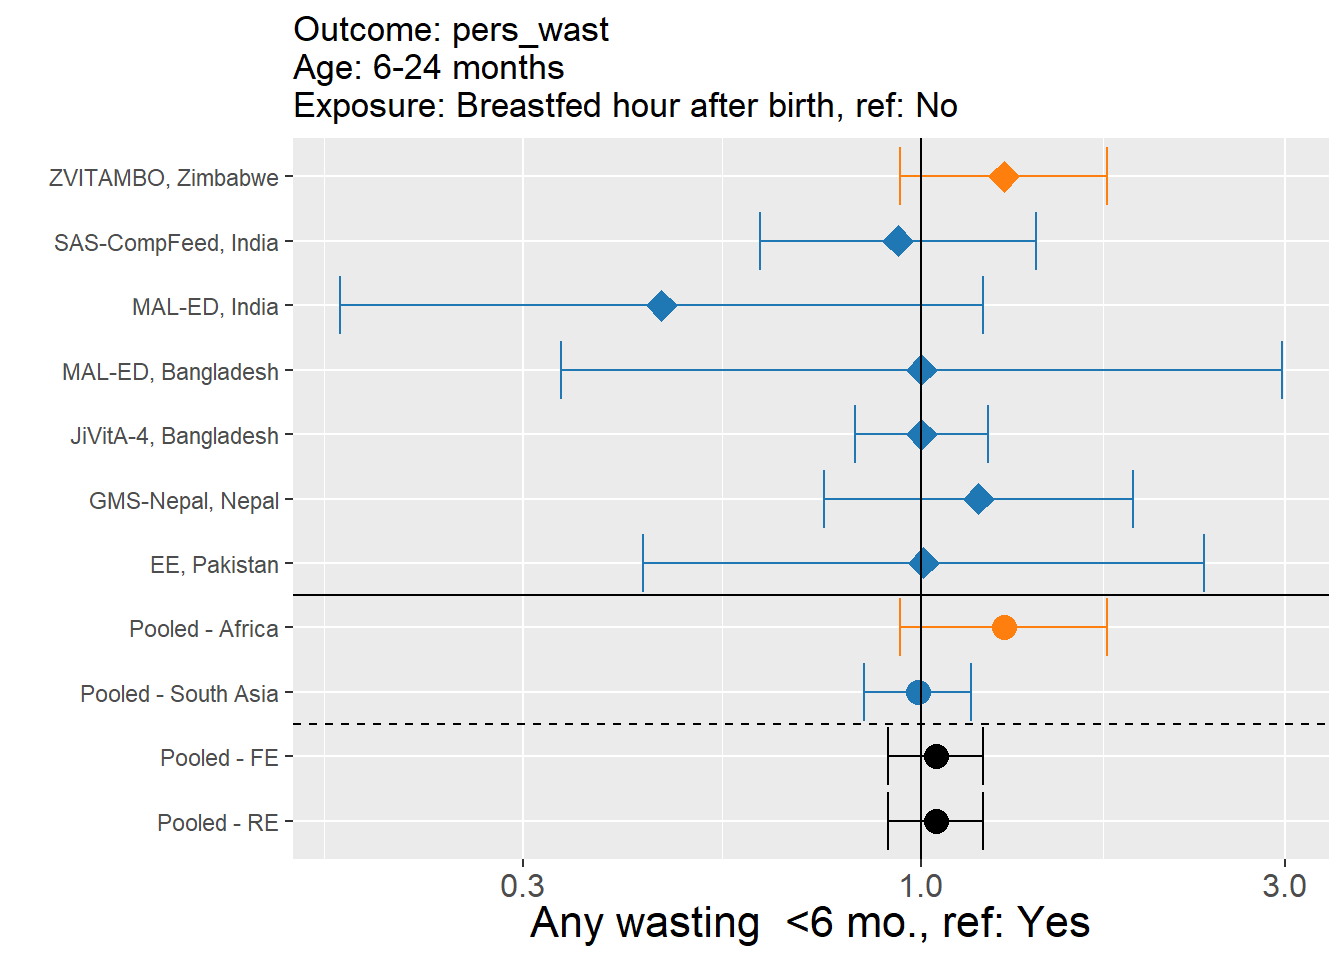 Outcome: pers_wast
Age: 6-24 months
Exposure: Breastfed hour after birth, ref: No
ZVITAMBO, Zimbabwe
SAS-CompFeed, India
MAL-ED, India
MAL-ED, Bangladesh
JiVitA-4, Bangladesh
GMS-Nepal, Nepal
EE, Pakistan
Pooled - Africa
Pooled - South Asia
Pooled - FE
Pooled - RE
0.3 1.0 3.0
Any wasting  <6 mo., ref: Yes